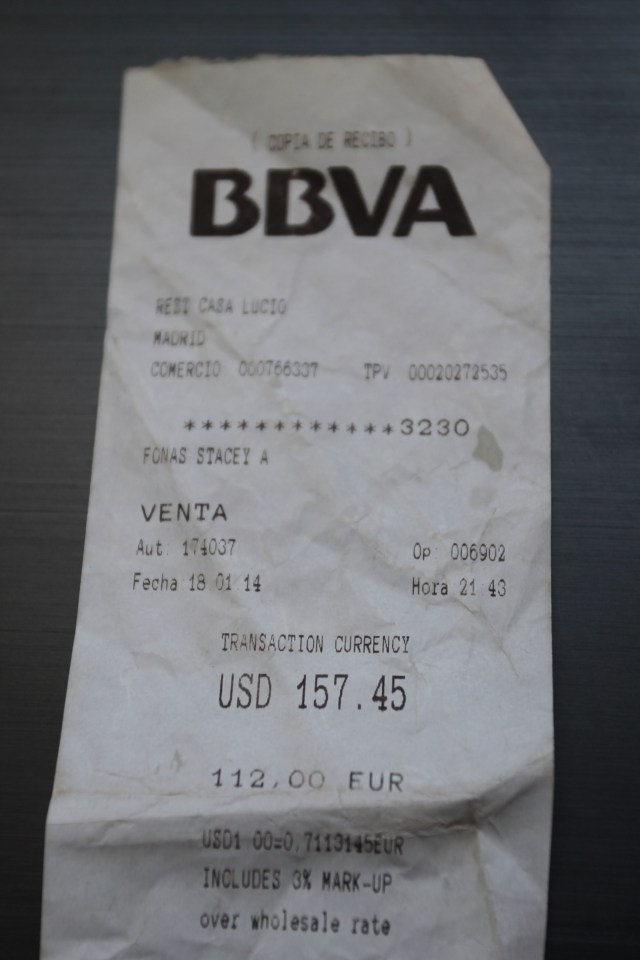 ( COPIA DE RECIBO )
BBVA
REST CASA LUCIO
MADRID
COMERCIO 000766337 TPV 00020272535
************3230
FONAS STACEY A
VENTA
Aut: 174037 Op 006902
Fecha 18 01 14 Hora 21 43
TRANSACTION CURRENCY
USD 157.45
112,00 EUR
USD1 00=0,7113145EUR
INCLUDES 3% MARK-UP
over wholesale rate